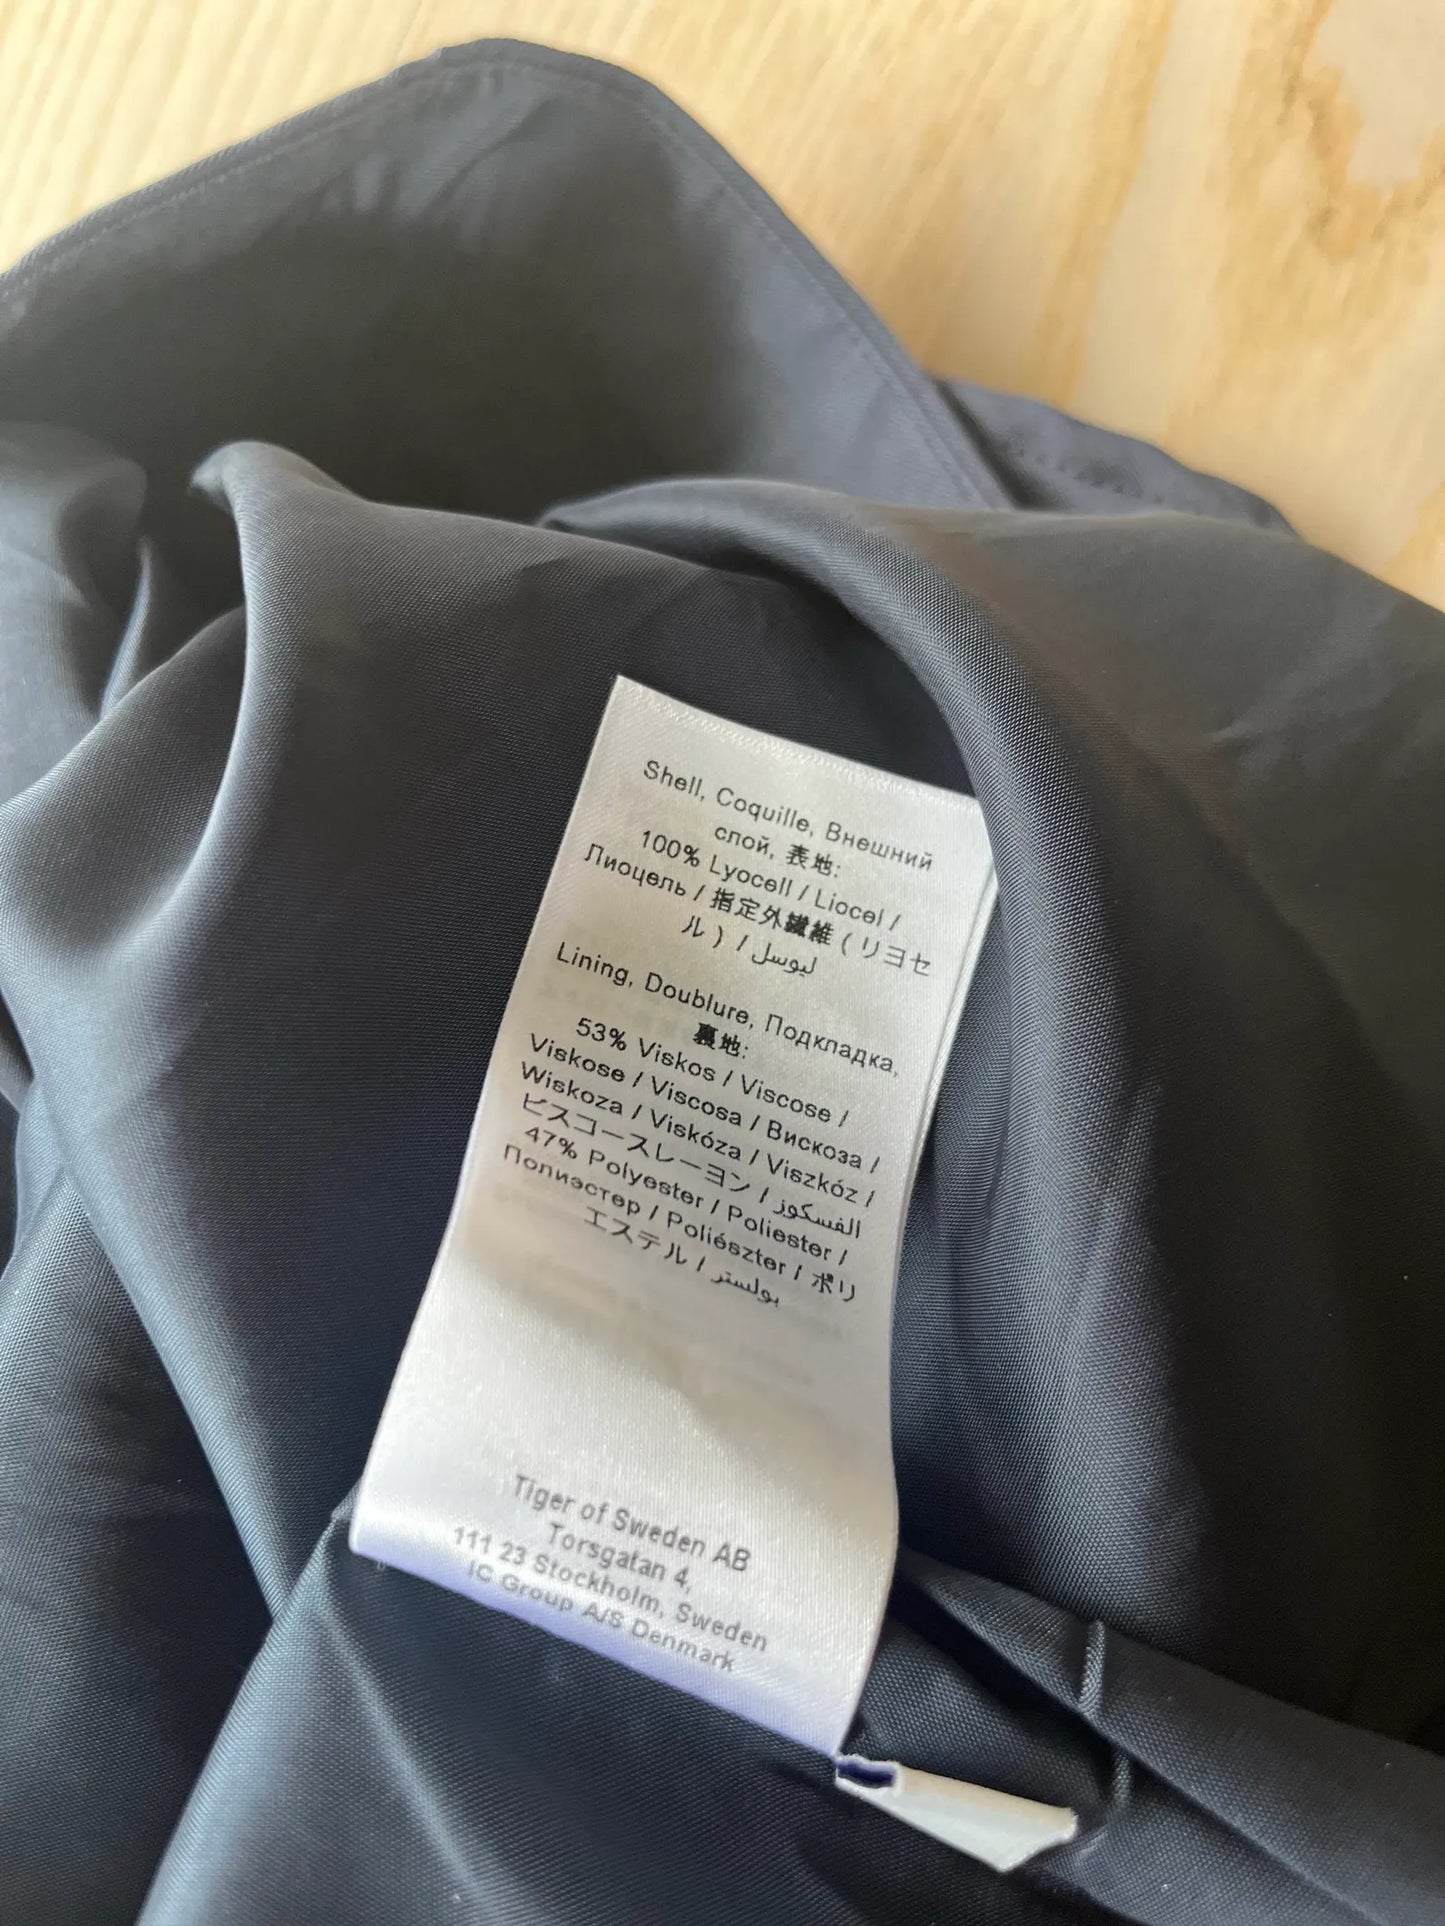 Shell, Coquille, Внешний
слой, 表地:
100% Lyocell / Liocel /
Лиоцель / 指定外繊維 ( リヨセ
ル ) / ليوسل
Lining, Doublure, Подкладка,
裏地:
53% Viskos / Viscose /
Viskose / Viscosa / Вискоза /
Wiskoza / Viskóza / Viszkóz /
ビスコースレーヨン / الفسكوز
47% Polyester / Poliester /
Полиэстер / Poliészter / ポリ
エステル / بولستر
Tiger of Sweden AB
Torsgatan 4,
111 23 Stockholm, Sweden
IC Group A/S Denmark